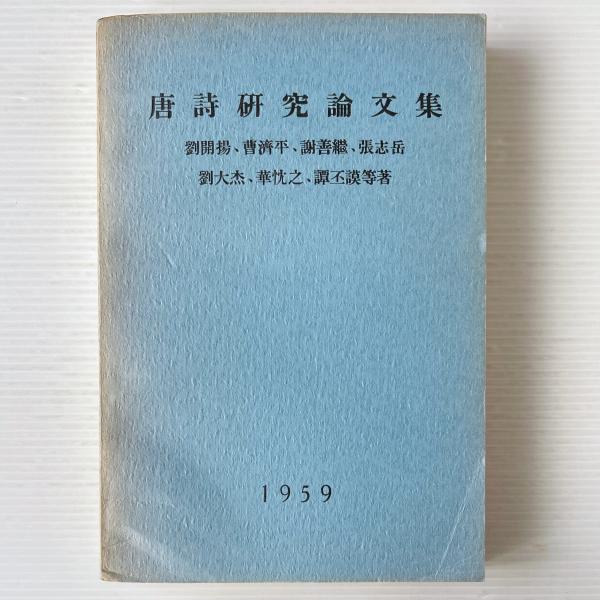 唐詩研究論文集
劉開揚、曹濟平、謝善繼、張志岳
劉大杰、華忱之、譚丕謨等著
1959